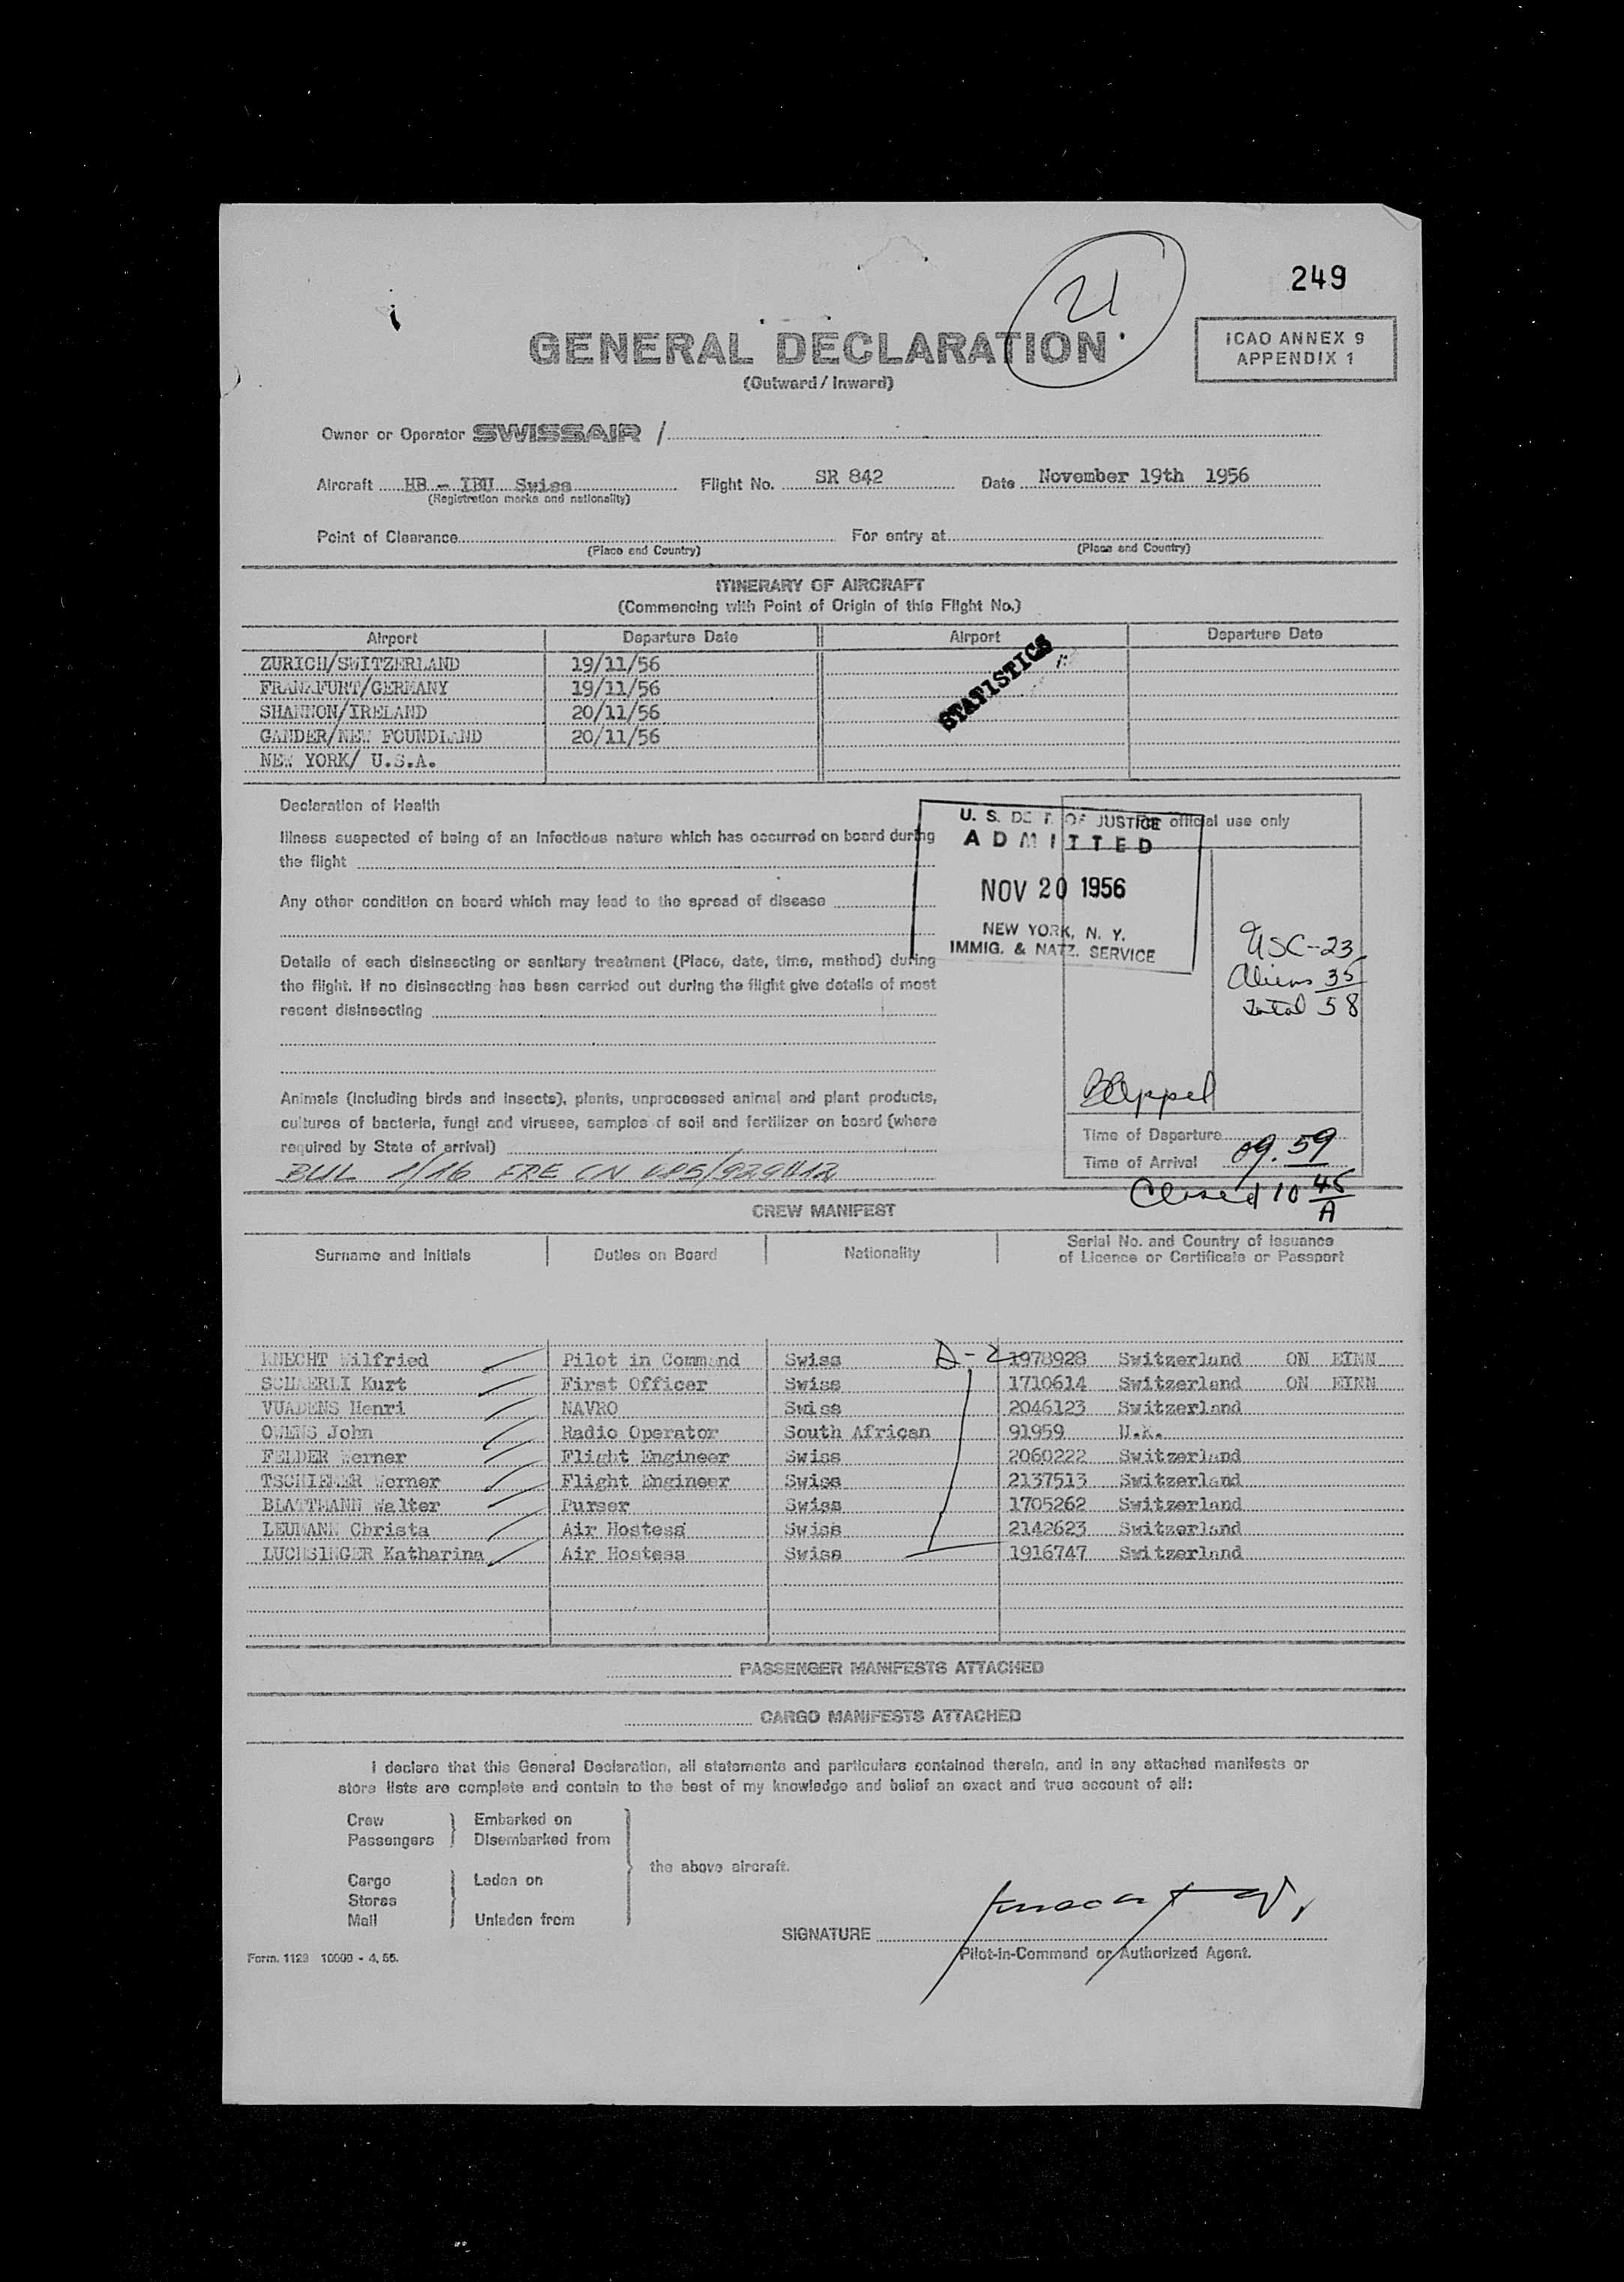 249
21
GENERAL DECLARATION
(Outward / Inward)
ICAO ANNEX 9
APPENDIX 1
Owner or Operator SWISSAIR /
Aircraft HB - IBU Swiss Flight No. SR 842 Date November 19th 1956
(Registration marks and nationality)
Point of Clearance For entry at
(Place and Country) (Place and Country)
ITINERARY OF AIRCRAFT
(Commencing with Point of Origin of this Flight No.)
Airport Departure Date Airport Departure Date
ZURICH/SWITZERLAND 19/11/56
FRANKFURT/GERMANY 19/11/56
SHANNON/IRELAND 20/11/56
GANDER/NEW FOUNDLAND 20/11/56
NEW YORK/ U.S.A.
STATISTICS
Declaration of Health
Illness suspected of being of an infectious nature which has occurred on board during
the flight
Any other condition on board which may lead to the spread of disease
Details of each disinsecting or sanitary treatment (Place, date, time, method) during
the flight. If no disinsecting has been carried out during the flight give details of most
recent disinsecting
Animals (including birds and insects), plants, unprocessed animal and plant products,
cultures of bacteria, fungi and viruses, samples of soil and fertilizer on board (where
required by State of arrival)
BUL 1/16 FRE CN
official use only
U. S. DEPT. OF JUSTICE
ADMITTED
NOV 20 1956
NEW YORK, N. Y.
IMMIG. & NATZ. SERVICE
USC-23
Aliens 35
Total 58
Time of Departure
Time of Arrival 09.59
Closed 10 45 A
CREW MANIFEST
Surname and Initials Duties on Board Nationality Serial No. and Country of Issuance
of Licence or Certificate or Passport
D-2
KNECHT Wilfried Pilot in Command Swiss 1978928 Switzerland ON EINN
SCHAERLI Kurt First Officer Swiss 1710614 Switzerland ON EINN
VUADENS Henri NAVRO Swiss 2046123 Switzerland
OWENS John Radio Operator South African 91959 U.K.
FELDER Werner Flight Engineer Swiss 2060222 Switzerland
TSCHIEMER Werner Flight Engineer Swiss 2137513 Switzerland
BLATTMANN Walter Purser Swiss 1705262 Switzerland
LEUMANN Christa Air Hostess Swiss 2142623 Switzerland
LUCHSINGER Katharina Air Hostess Swiss 1916747 Switzerland
PASSENGER MANIFESTS ATTACHED
CARGO MANIFESTS ATTACHED
I declare that this General Declaration, all statements and particulars contained therein, and in any attached manifests or
store lists are complete and contain to the best of my knowledge and belief an exact and true account of all:
Crew Embarked on
Passengers Disembarked from
the above aircraft.
Cargo Laden on
Stores
Mail Unladen from
SIGNATURE
Pilot-in-Command or Authorized Agent.
Form. 1123 10000 - 4. 56.